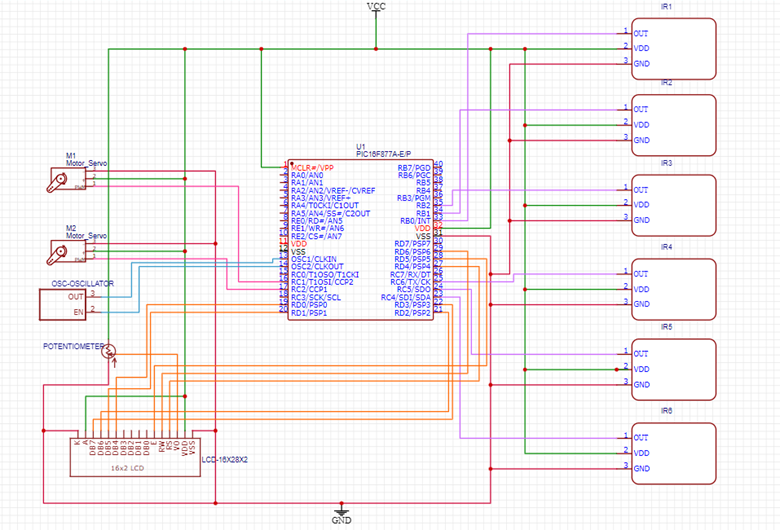 VCC
IR1
1 OUT
2 VDD
3 GND
IR2
1 OUT
2 VDD
3 GND
IR3
1 OUT
2 VDD
3 GND
IR4
1 OUT
2 VDD
3 GND
IR5
1 OUT
2 VDD
3 GND
IR6
1 OUT
2 VDD
3 GND
M1
Motor_Servo
M2
Motor_Servo
OSC-OSCILLATOR
OUT 3
EN 2
POTENTIOMETER
U1
PIC16F877A-E/P
1 MCLR#/VPP
2 RA0/AN0
3 RA1/AN1
4 RA2/AN2/VREF-/CVREF
5 RA3/AN3/VREF+
6 RA4/T0CKI/C1OUT
7 RA5/AN4/SS#/C2OUT
8 RE0/RD#/AN5
9 RE1/WR#/AN6
10 RE2/CS#/AN7
11 VDD
12 VSS
13 OSC1/CLKIN
14 OSC2/CLKOUT
15 RC0/T1OSO/T1CKI
16 RC1/T1OSI/CCP2
17 RC2/CCP1
18 RC3/SCK/SCL
19 RD0/PSP0
20 RD1/PSP1
RB7/PGD 40
RB6/PGC 39
RB5 38
RB4 37
RB3/PGM 36
RB2 35
RB1 34
RB0/INT 33
VDD 32
VSS 31
RD7/PSP7 30
RD6/PSP6 29
RD5/PSP5 28
RD4/PSP4 27
RC7/RX/DT 26
RC6/TX/CK 25
RC5/SDO 24
RC4/SDI/SDA 23
RD3/PSP3 22
RD2/PSP2 21
K
A
DB7
DB6
DB5
DB4
DB3
DB2
DB1
DB0
E
RW
RS
VO
VDD
VSS
16x2 LCD
LCD-16X2BX2
GND